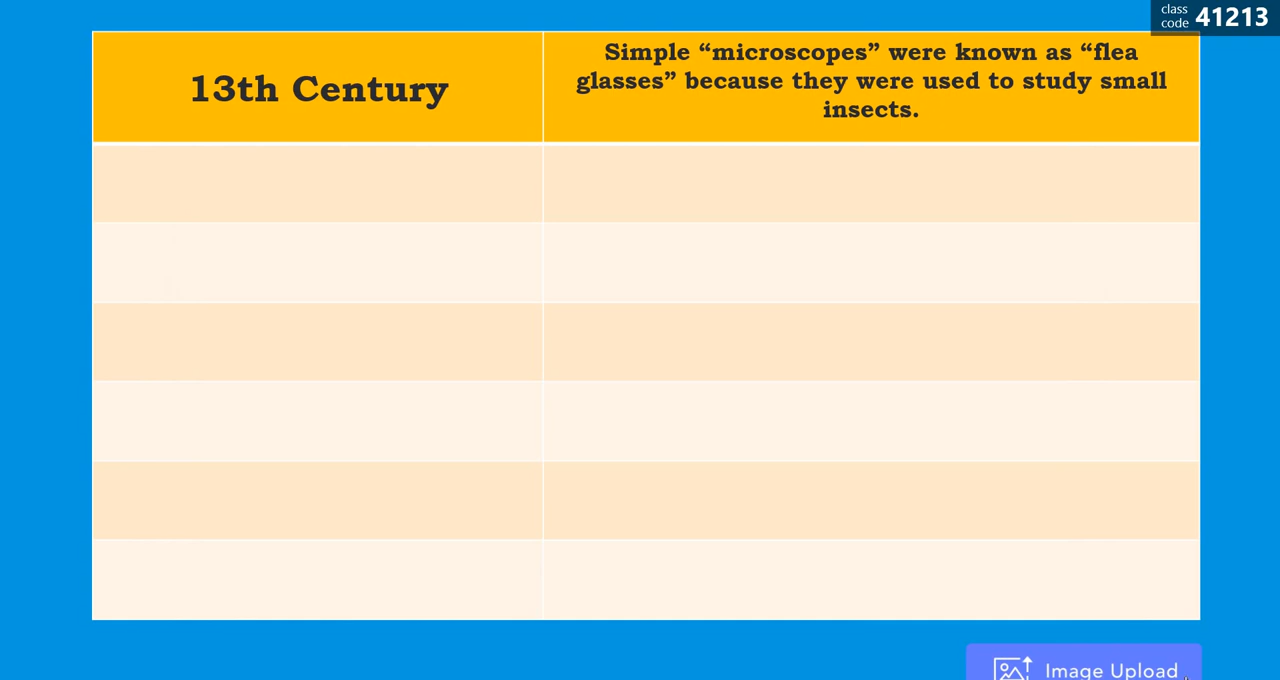 class
code 41213
13th Century
Simple “microscopes” were known as “flea
glasses” because they were used to study small
insects.
Image Upload